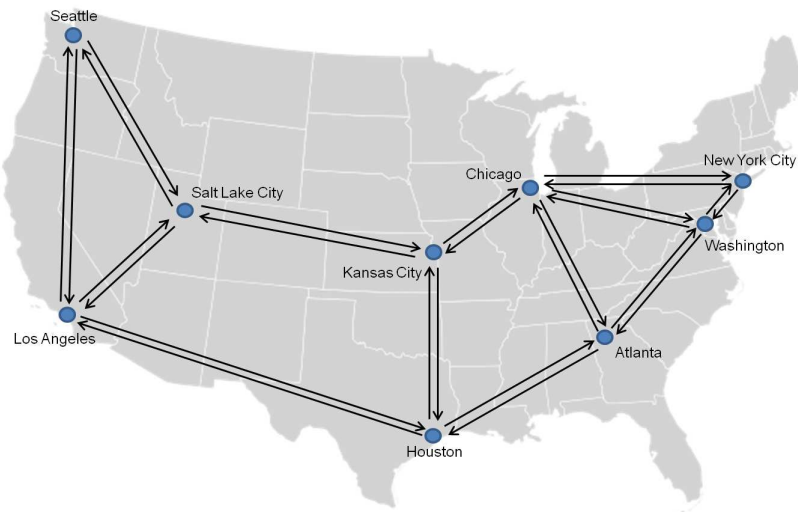 Seattle
New York City
Chicago
Salt Lake City
Washington
Kansas City
Los Angeles
Atlanta
Houston